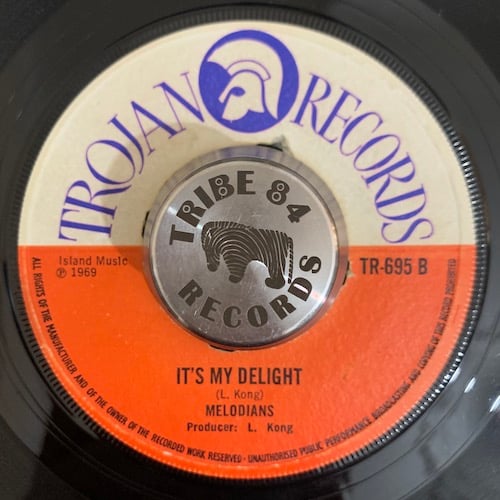 TROJAN RECORDS
TRIBE 84
RECORDS
Island Music
℗ 1969
TR-695 B
IT'S MY DELIGHT
(L. Kong)
MELODIANS
Producer: L. Kong
ALL RIGHTS OF THE MANUFACTURER AND OF THE OWNER OF THE RECORDED WORK RESERVED · UNAUTHORISED PUBLIC PERFORMANCE BROADCASTING AND COPYING OF THIS RECORD PROHIBITED